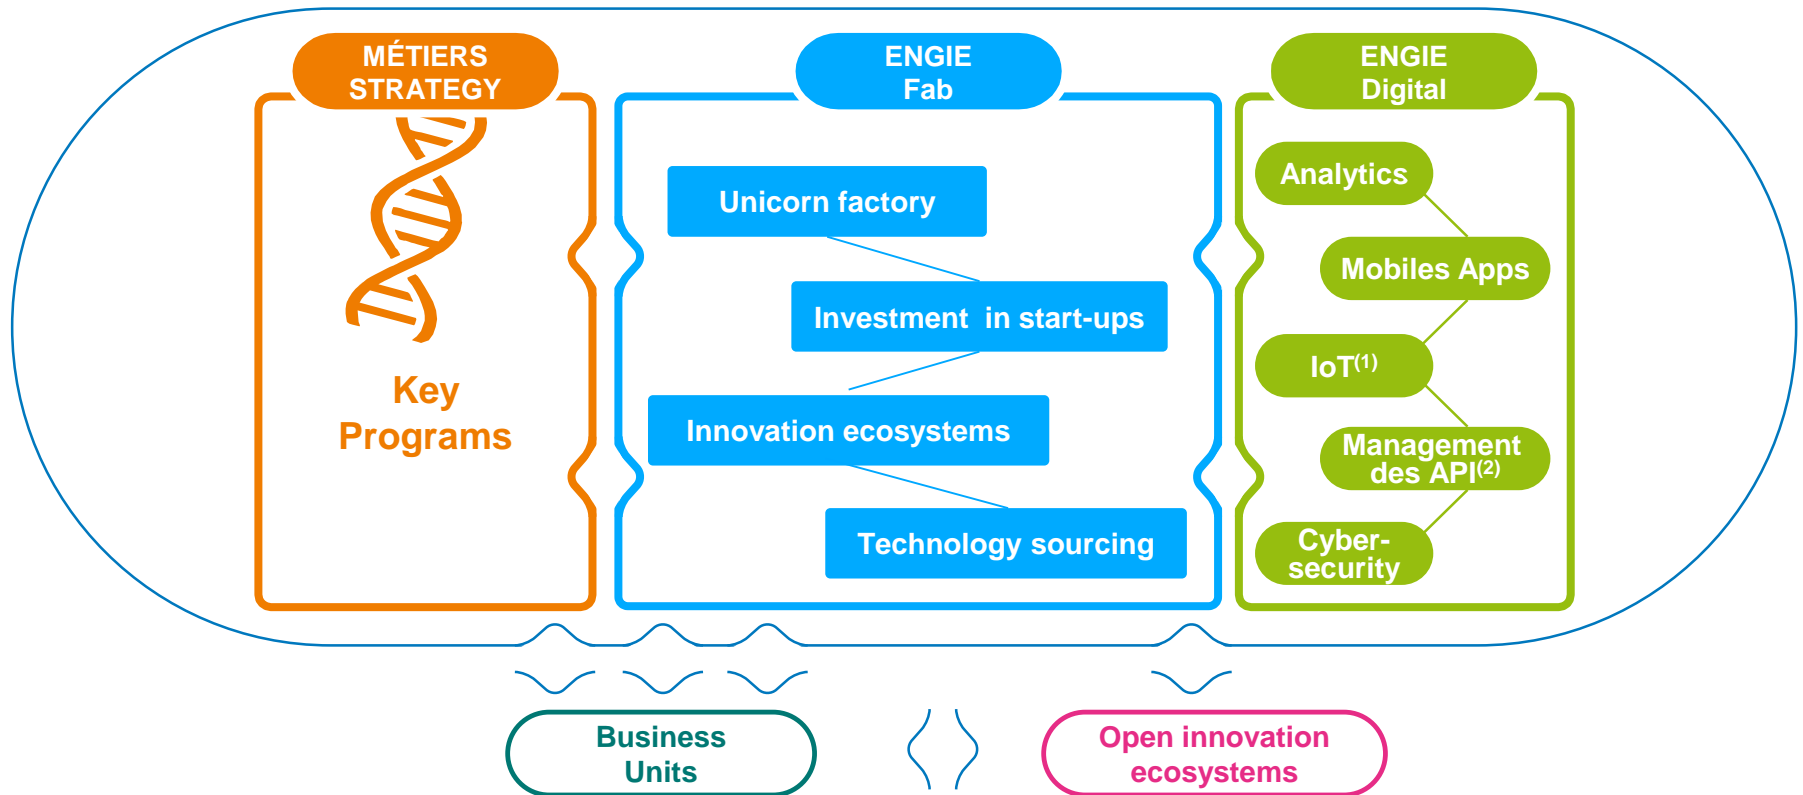 MÉTIERS
STRATEGY
Key
Programs
ENGIE
Fab
Unicorn factory
Investment  in start-ups
Innovation ecosystems
Technology sourcing
ENGIE
Digital
Analytics
Mobiles Apps
IoT(1)
Management
des API(2)
Cyber-
security
Business
Units
Open innovation
ecosystems